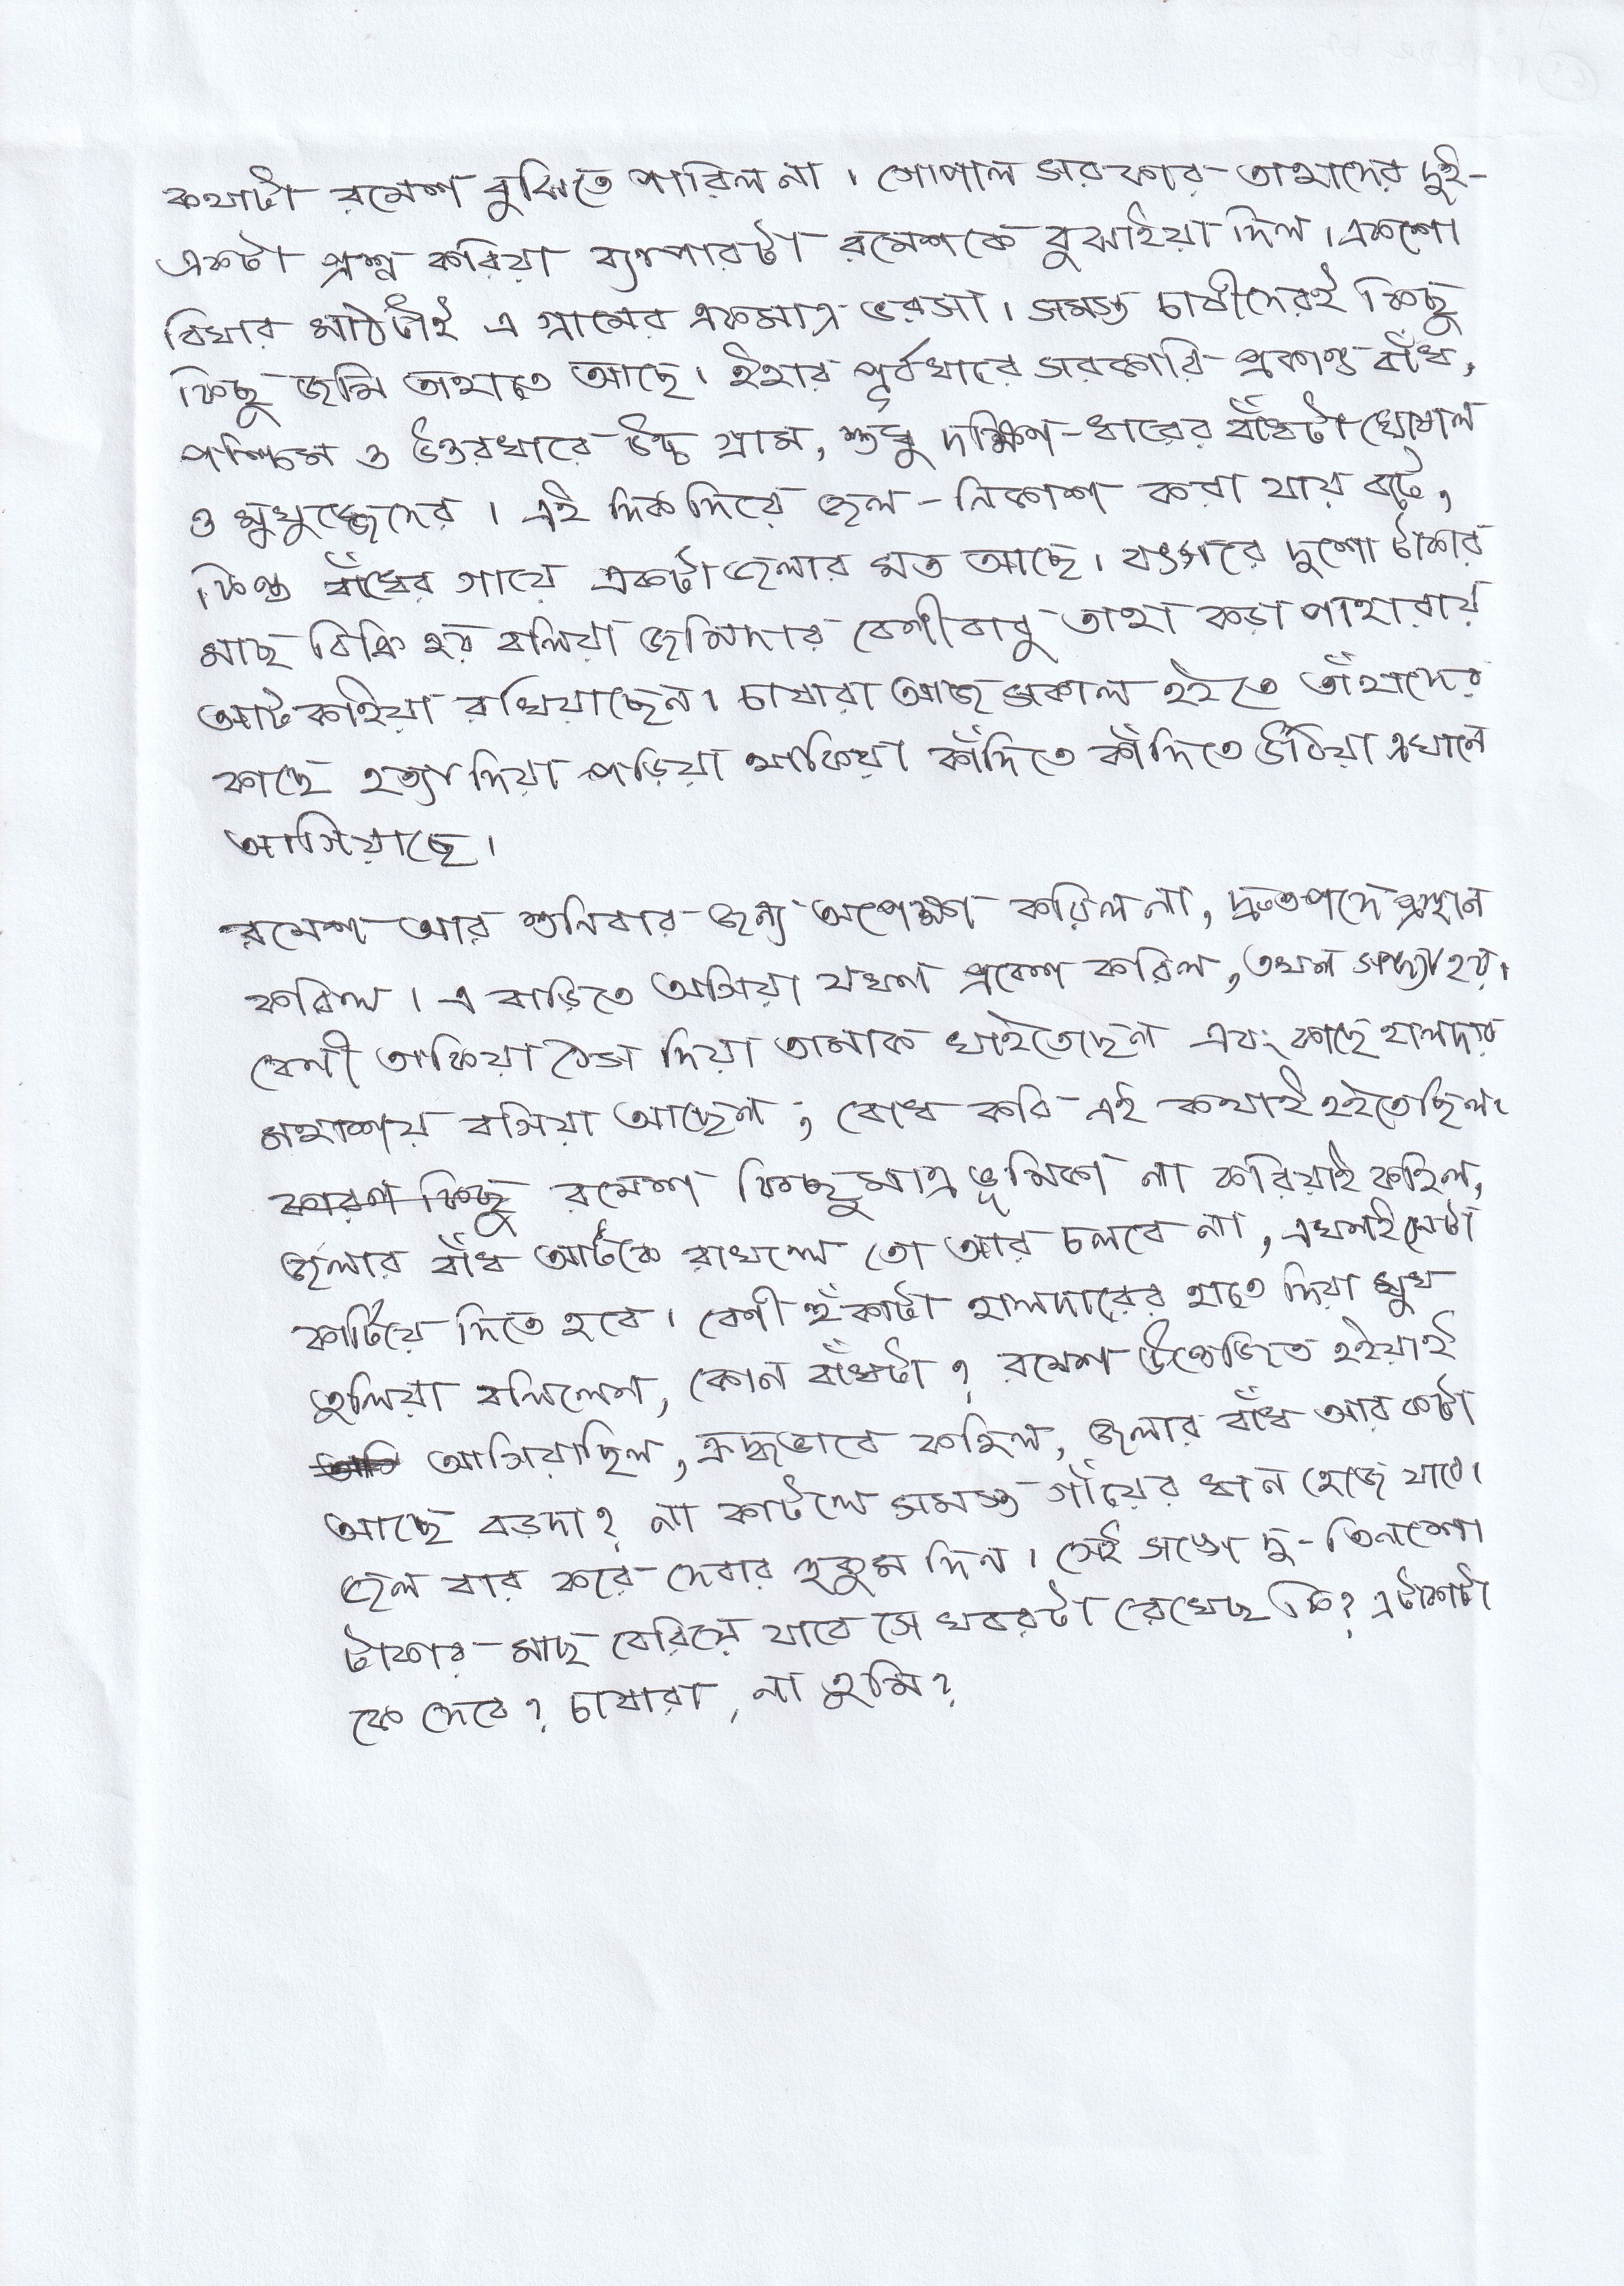 কথাটা রমেশ বুঝিতে পারিল না। গোপাল সরকার তাহাদের দুই-
একটা প্রশ্ন করিয়া ব্যাপারটা রমেশকে বুঝাইয়া দিল। একশো
বিঘার মাঠটাই এ গ্রামের একমাত্র ভরসা। সমস্ত চাষীদেরই কিছু
কিছু জমি তাহাতে আছে। ইহার পূর্বধারে সরকারি প্রকাণ্ড বাঁধ,
পশ্চিম ও উত্তরধারে উচ্চ গ্রাম, শুধু দক্ষিণ-ধারের বাঁধটা ঘোষাল
ও মুখুজ্জেদের। এই দিক দিয়ে জল-নিকাশ করা যায় বটে,
কিন্তু বাঁধের গায়ে একটা জলার মত আছে। বৎসরে দুশো টাকার
মাছ বিক্রি হয় বলিয়া জমিদার বেণীবাবু তাহা কড়া পাহারায়
আটকাইয়া রাখিয়াছেন। চাষারা আজ সকাল হইতে তাঁহাদের
কাছে হত্যা দিয়া পড়িয়া থাকিয়া কাঁদিতে কাঁদিতে উঠিয়া এখানে
আসিয়াছে।
রমেশ আর শুনিবার জন্য অপেক্ষা করিল না, দ্রুতপদে প্রস্থান
করিল। এ বাড়িতে আসিয়া যখন প্রবেশ করিল, তখন সন্ধ্যা হয়।
বেণী তাকিয়া ঠেস দিয়া তামাক খাইতেছেন এবং কাছে হালদার
মহাশয় বসিয়া আছেন; বোধ করি এই কথাই হইতেছিল।
কারণ কিছু রমেশ কিছুমাত্র ভূমিকা না করিয়াই কহিল,
জলার বাঁধ আটকে রাখলে তো আর চলবে না, এখনই সেটা
কাটিয়ে দিতে হবে। বেণী হুঁকাটা হালদারের হাতে দিয়া মুখ
তুলিয়া বলিলেন, কোন বাঁধটা? রমেশ উত্তেজিত হইয়াই
আসিয়াছিল, ক্রুদ্ধভাবে কহিল, জলার বাঁধ আর কটা
আছে বড়দা? না কাটলে সমস্ত গাঁয়ের ধান হেজে যাবে।
জল বার করে দেবার হুকুম দিন। সেই সঙ্গে দু-তিনশো
টাকার মাছ বেরিয়ে যাবে সে খবরটা রেখেছ কি? এ টাকাটা
কে দেবে? চাষারা, না তুমি?